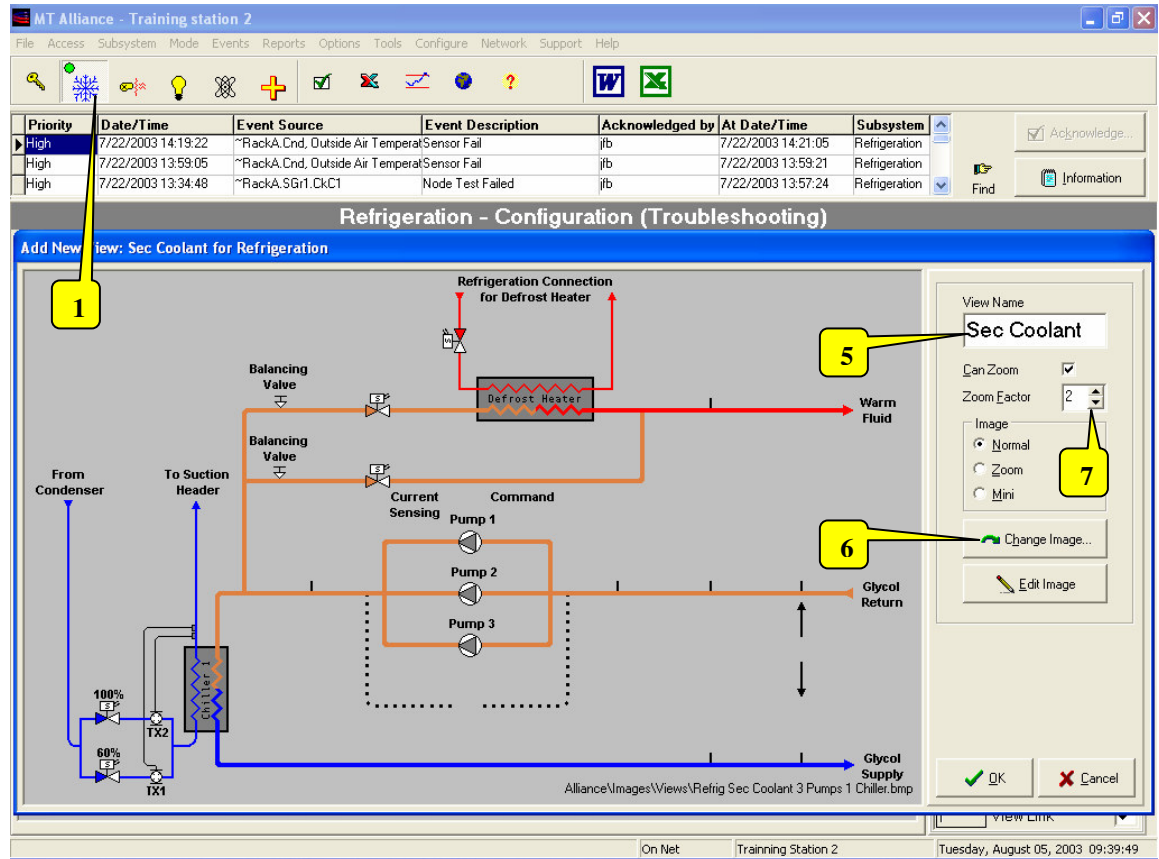 MT Alliance - Training station 2
File Access Subsystem Mode Events Reports Options Tools Configure Network Support Help
Priority Date/Time Event Source Event Description Acknowledged by At Date/Time Subsystem
High 7/22/2003 14:19:22 ~RackA.Cnd, Outside Air Temperat Sensor Fail jfb 7/22/2003 14:21:05 Refrigeration
High 7/22/2003 13:59:05 ~RackA.Cnd, Outside Air Temperat Sensor Fail jfb 7/22/2003 13:59:21 Refrigeration
High 7/22/2003 13:34:48 ~RackA.SGr1.CkC1 Node Test Failed jfb 7/22/2003 13:57:24 Refrigeration
Acknowledge...
Find
Information
Refrigeration - Configuration (Troubleshooting)
Add New View: Sec Coolant for Refrigeration
1
Refrigeration Connection
for Defrost Heater
S
Balancing
Valve
S
Defrost Heater
Warm
Fluid
Balancing
Valve
S
From
Condenser
To Suction
Header
Current
Sensing
Command
Pump 1
Pump 2
Pump 3
Glycol
Return
Chiller 1
100%
S
TX2
60%
S
TX1
Glycol
Supply
Alliance\Images\Views\Refrig Sec Coolant 3 Pumps 1 Chiller.bmp
View Name
Sec Coolant
5
Can Zoom
Zoom Factor 2
Image
Normal
Zoom
Mini
7
Change Image...
6
Edit Image
OK
Cancel
View Link
On Net Trainning Station 2 Tuesday, August 05, 2003 09:39:49